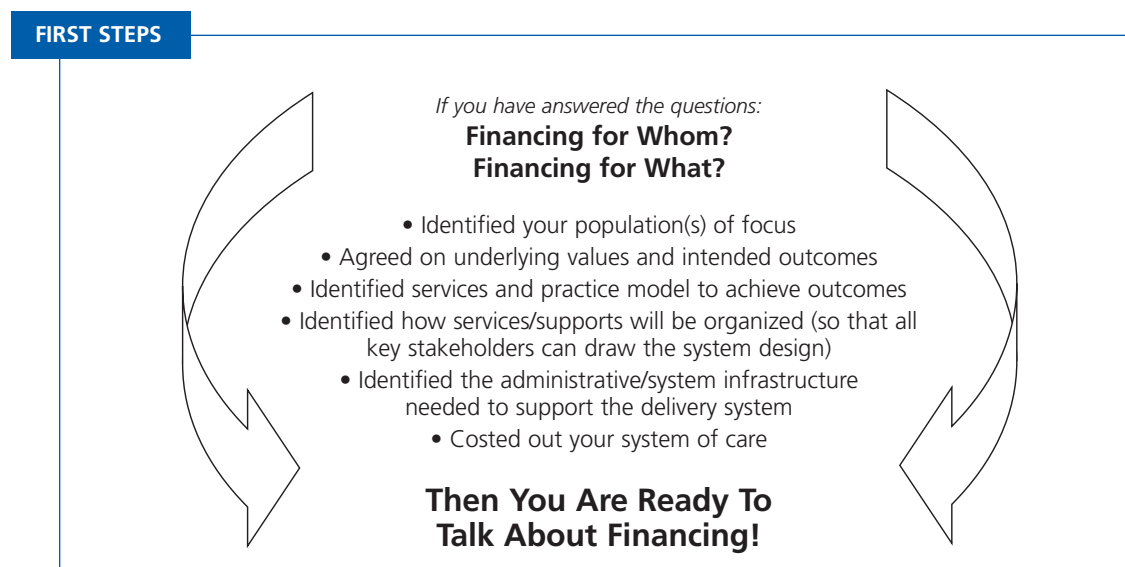 FIRST STEPS
If you have answered the questions:
Financing for Whom?
Financing for What?
• Identified your population(s) of focus
• Agreed on underlying values and intended outcomes
• Identified services and practice model to achieve outcomes
• Identified how services/supports will be organized (so that all
key stakeholders can draw the system design)
• Identified the administrative/system infrastructure
needed to support the delivery system
• Costed out your system of care
Then You Are Ready To
Talk About Financing!